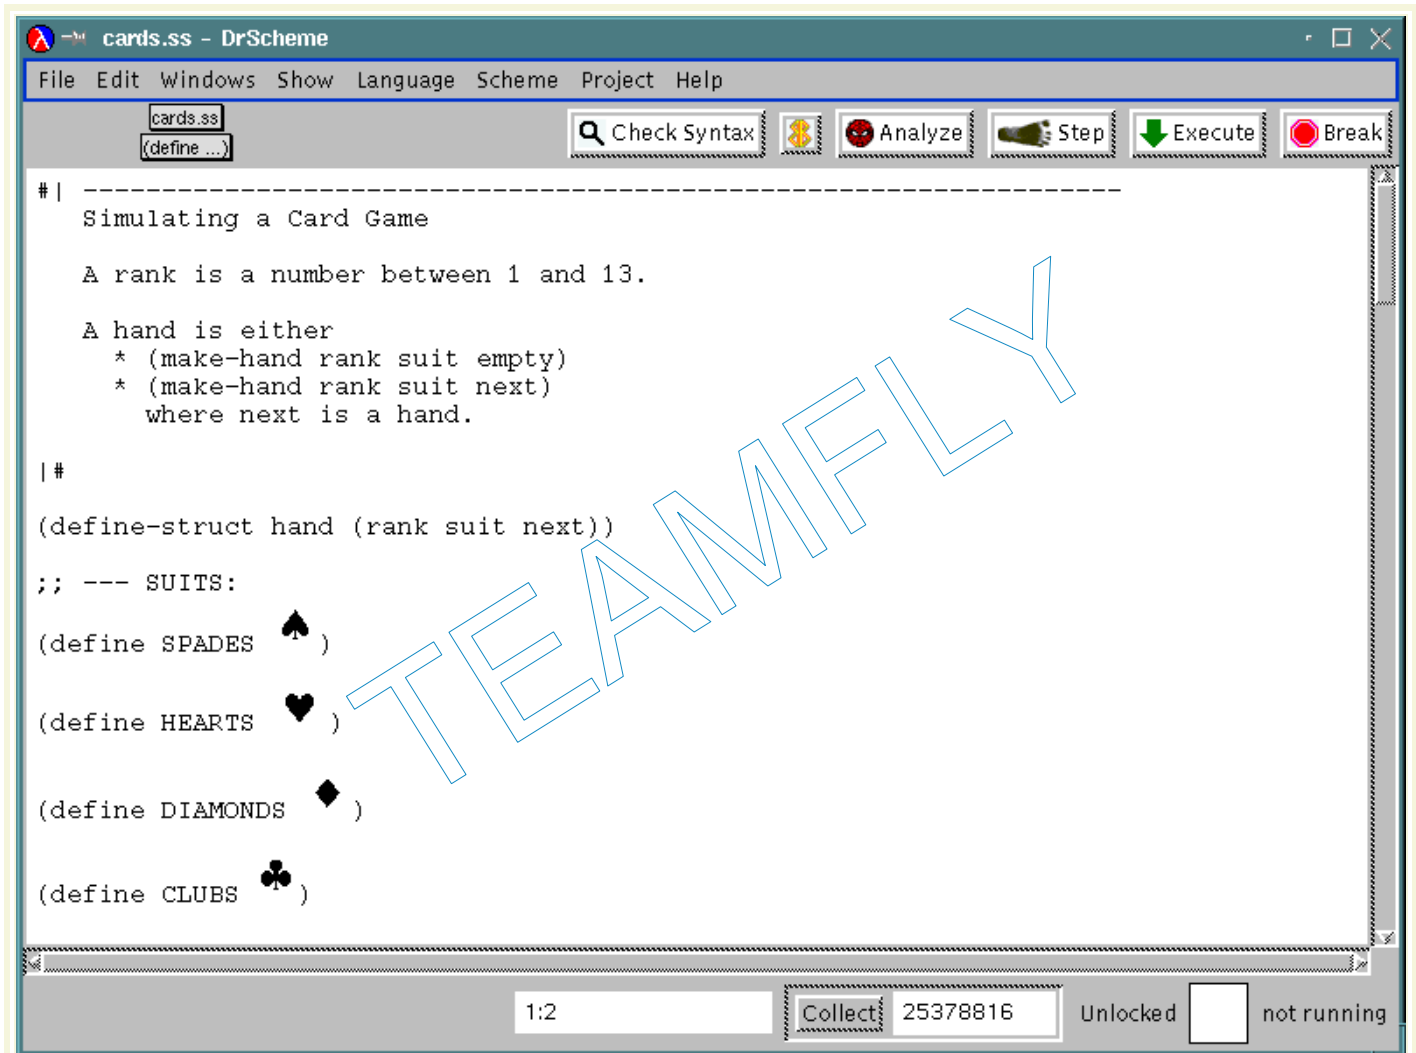 cards.ss - DrScheme
File Edit Windows Show Language Scheme Project Help
cards.ss
(define ...)
Check Syntax Analyze Step Execute Break
#| -------------------------------------------------------------------
Simulating a Card Game
A rank is a number between 1 and 13.
A hand is either
* (make-hand rank suit empty)
* (make-hand rank suit next)
where next is a hand.
|#
(define-struct hand (rank suit next))
;; --- SUITS:
(define SPADES ♠ )
(define HEARTS ♥ )
(define DIAMONDS ♦ )
(define CLUBS ♣ )
TEAMFLY
1:2 Collect 25378816 Unlocked not running